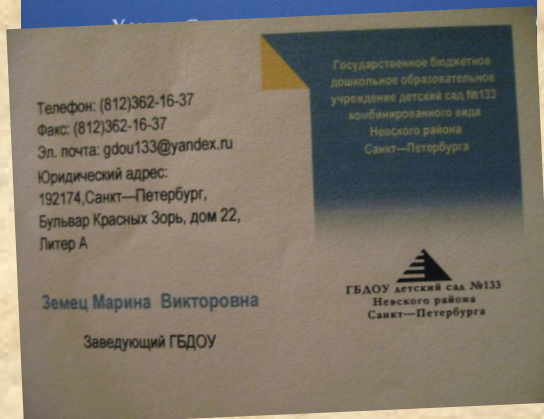 Телефон: (812)362-16-37
Факс: (812)362-16-37
Эл. почта: gdou133@yandex.ru
Юридический адрес:
192174,Санкт—Петербург,
Бульвар Красных Зорь, дом 22,
Литер А
Земец Марина Викторовна
Заведующий ГБДОУ
Государственное бюджетное
дошкольное образовательное
учреждение детский сад №133
комбинированного вида
Невского района
Санкт—Петербурга
ГБДОУ детский сад №133
Невского района
Санкт—Петербурга